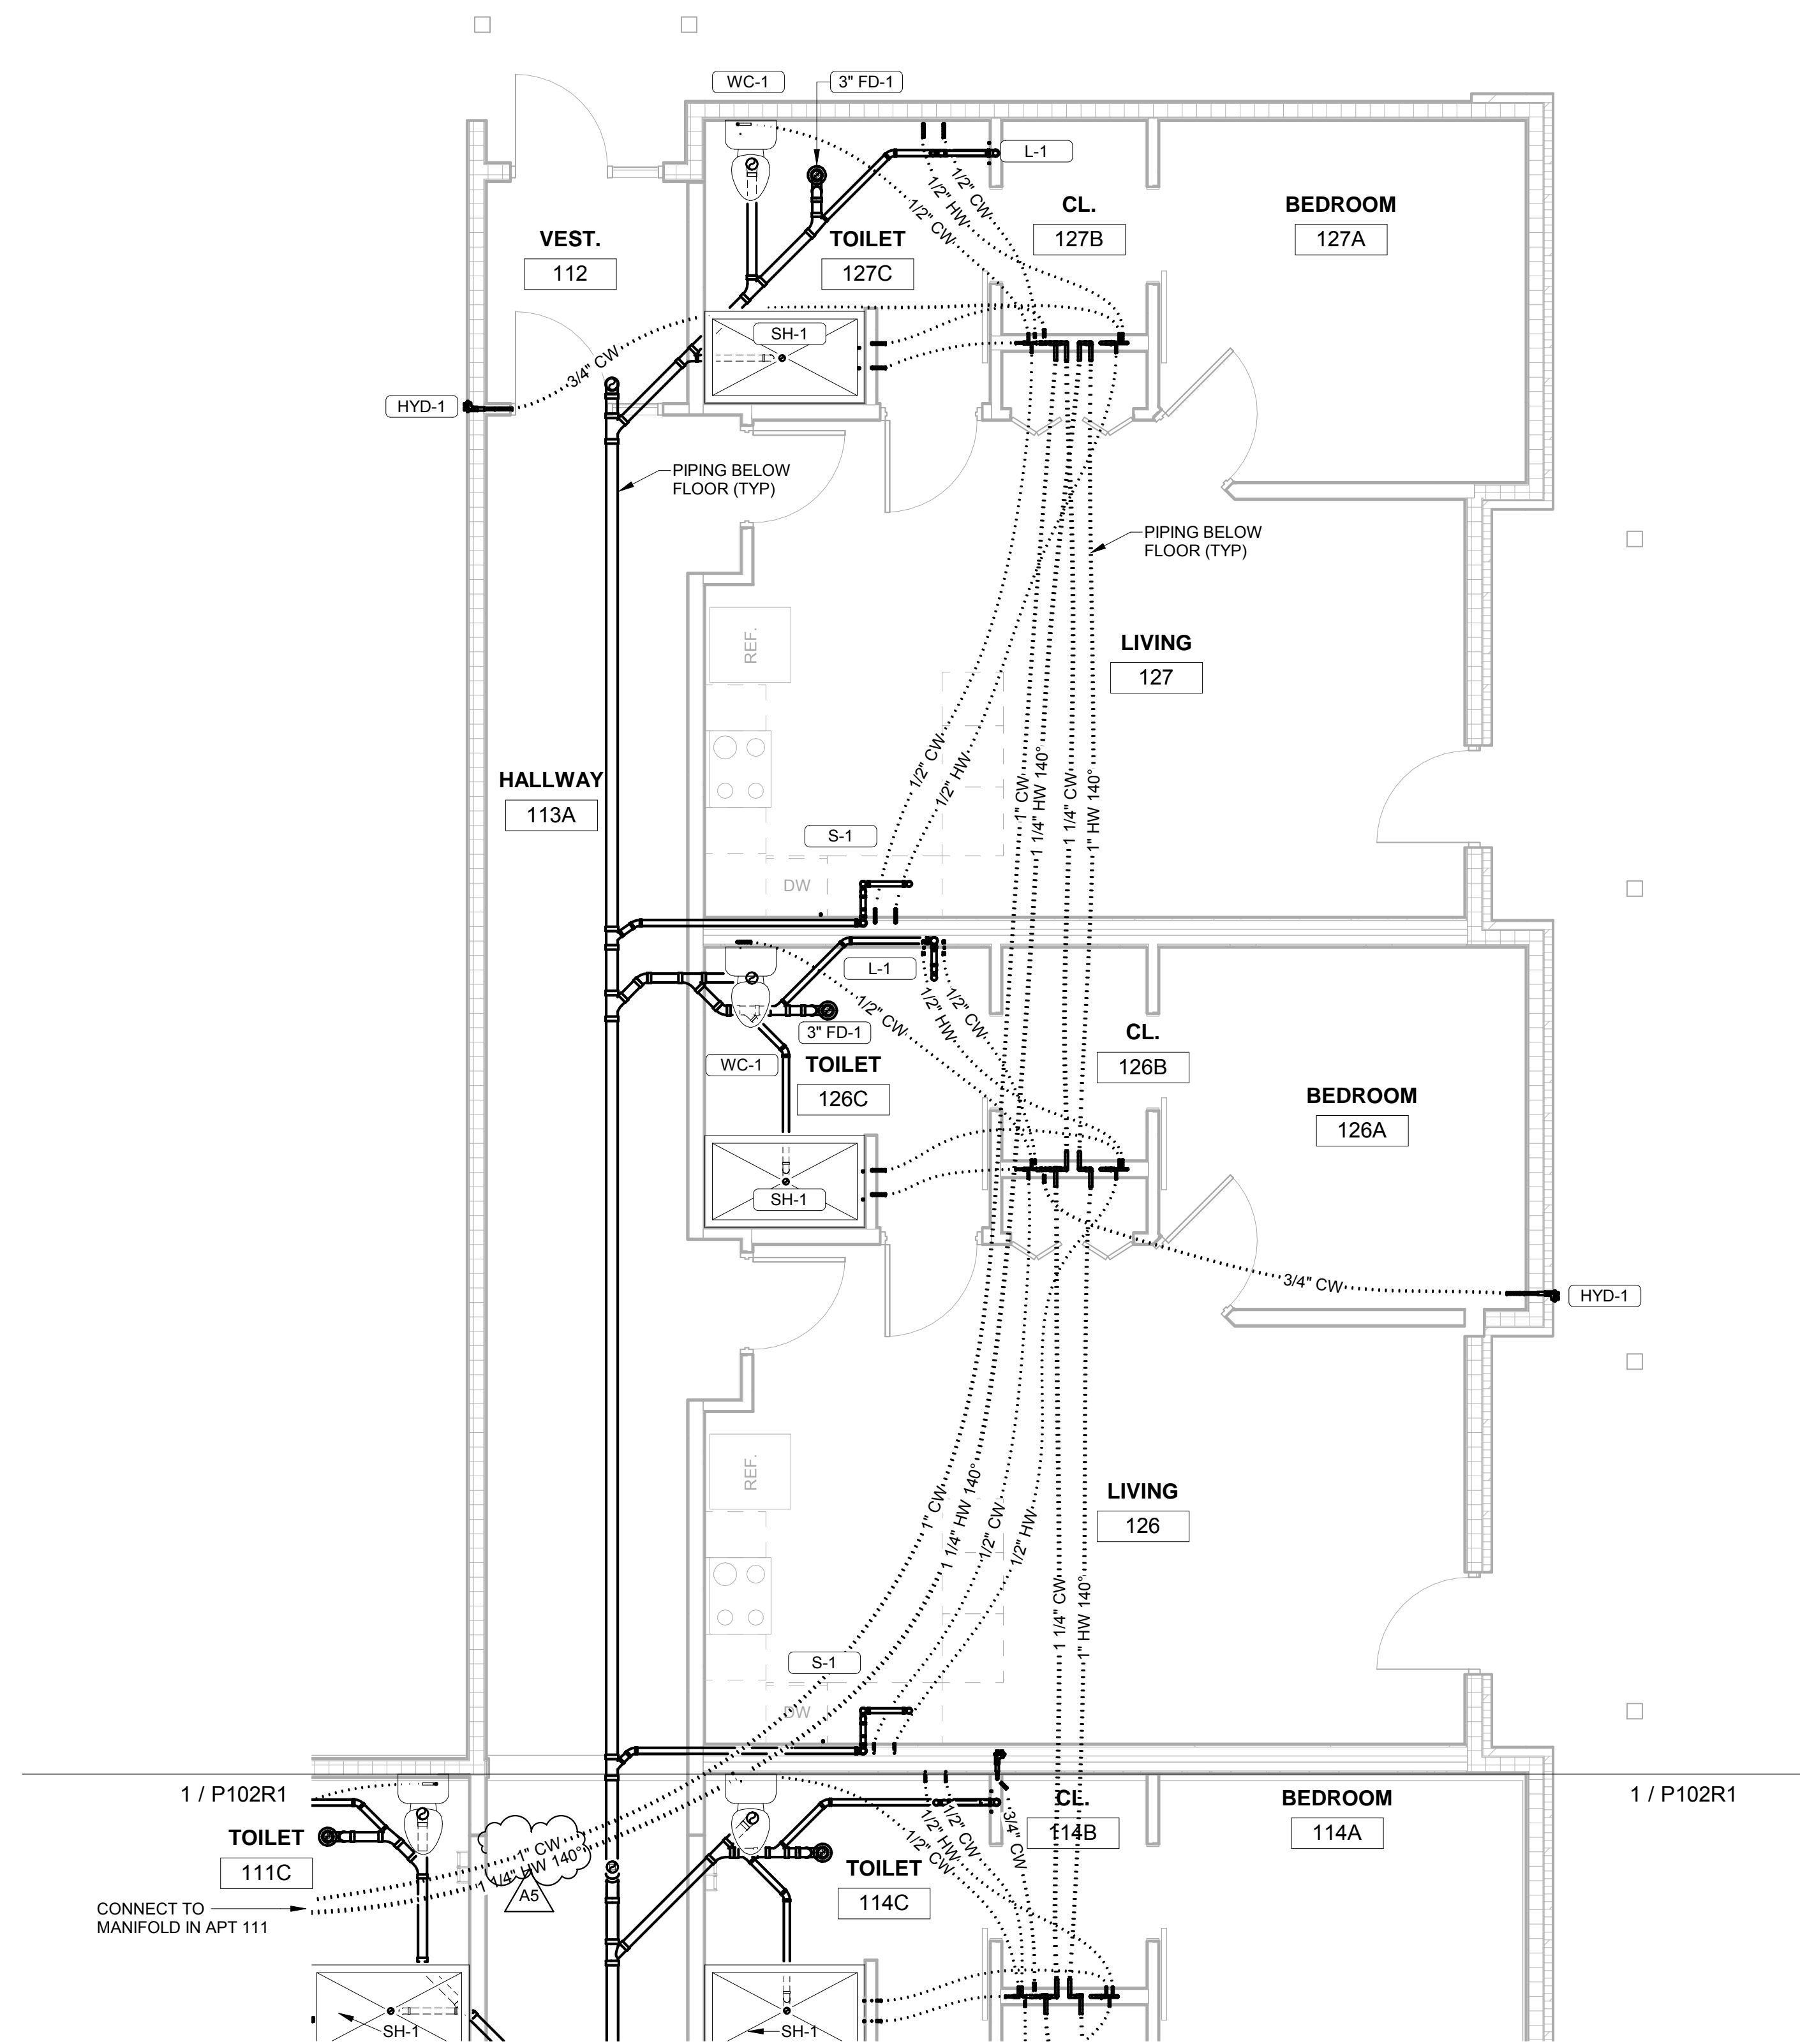 WC-1
3" FD-1
L-1
1/2" CW
1/2" HW
1/2" CW
CL.
127B
BEDROOM
127A
VEST.
112
TOILET
127C
SH-1
3/4" CW
HYD-1
PIPING BELOW
FLOOR (TYP)
PIPING BELOW
FLOOR (TYP)
REF.
LIVING
127
HALLWAY
113A
1/2" CW
1/2" HW
1" CW
1 1/4" HW 140°
1 1/4" CW
1" HW 140°
S-1
DW
L-1
1/2" CW
1/2" HW
1/2" CW
3" FD-1
WC-1
TOILET
126C
CL.
126B
BEDROOM
126A
SH-1
3/4" CW
HYD-1
REF.
LIVING
126
1" CW
1 1/4" HW 140°
1/2" CW
1/2" HW
1 1/4" CW
1" HW 140°
S-1
DW
1 / P102R1
1 / P102R1
TOILET
111C
1" CW
1 1/4" HW 140°
A5
CONNECT TO
MANIFOLD IN APT 111
1/2" CW
1/2" HW
1/2" CW
3/4" CW
CL.
114B
BEDROOM
114A
TOILET
114C
SH-1
SH-1